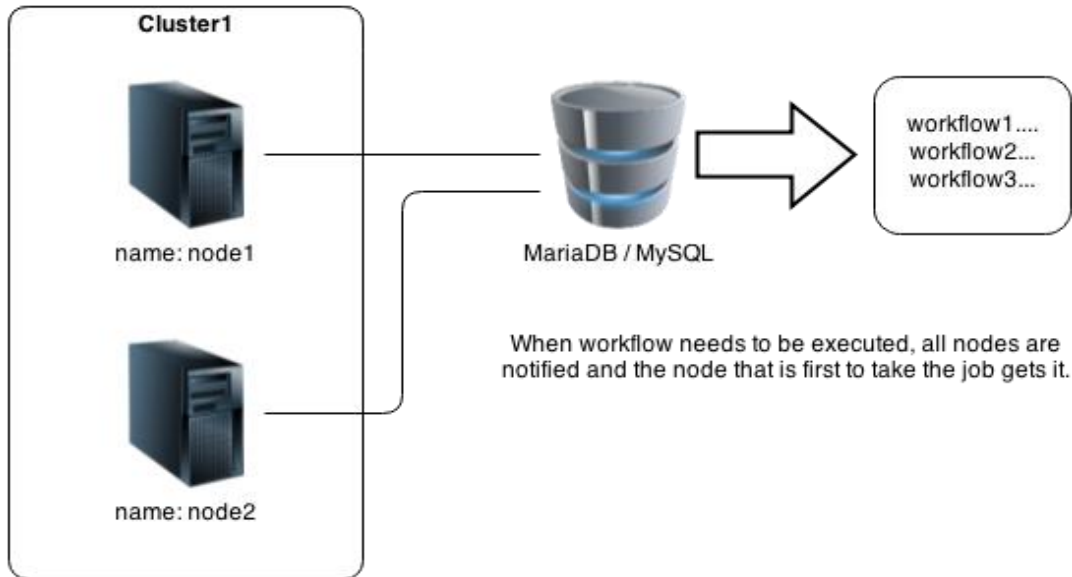 Cluster1
name: node1
name: node2
MariaDB / MySQL
workflow1....
workflow2...
workflow3...
When workflow needs to be executed, all nodes are
notified and the node that is first to take the job gets it.